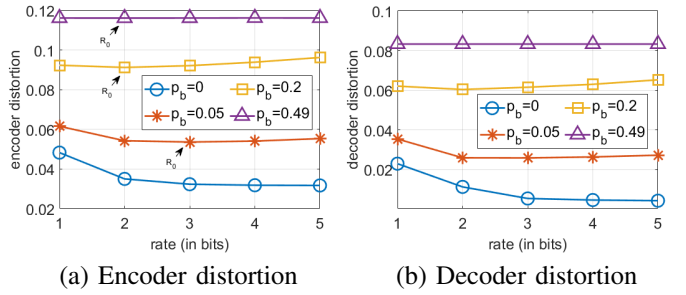 0.12
0.1
0.08
0.06
0.04
0.02
encoder distortion
R0
R0
R0
pb=0
pb=0.2
pb=0.05
pb=0.49
1 2 3 4 5
rate (in bits)
(a) Encoder distortion
0.1
0.08
0.06
0.04
0.02
decoder distortion
pb=0
pb=0.2
pb=0.05
pb=0.49
1 2 3 4 5
rate (in bits)
(b) Decoder distortion